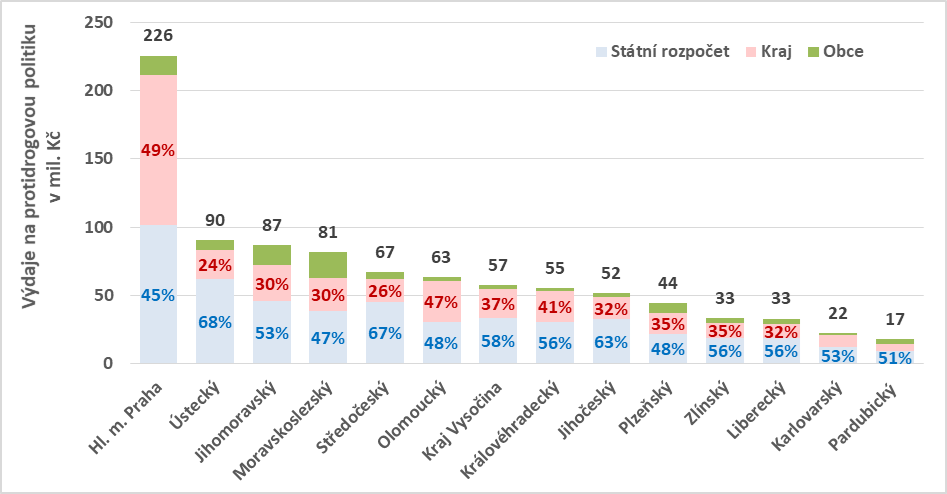 Výdaje na protidrogovou politiku
v mil. Kč
250
200
150
100
50
0
Státní rozpočet Kraj Obce
226 90 87 81 67 63 57 55 52 44 33 33 22 17
49% 24% 30% 30% 26% 47% 37% 41% 32% 35% 35% 32%
45% 68% 53% 47% 67% 48% 58% 56% 63% 48% 56% 56% 53% 51%
Hl. m. Praha
Ústecký
Jihomoravský
Moravskoslezský
Středočeský
Olomoucký
Kraj Vysočina
Královéhradecký
Jihočeský
Plzeňský
Zlínský
Liberecký
Karlovarský
Pardubický